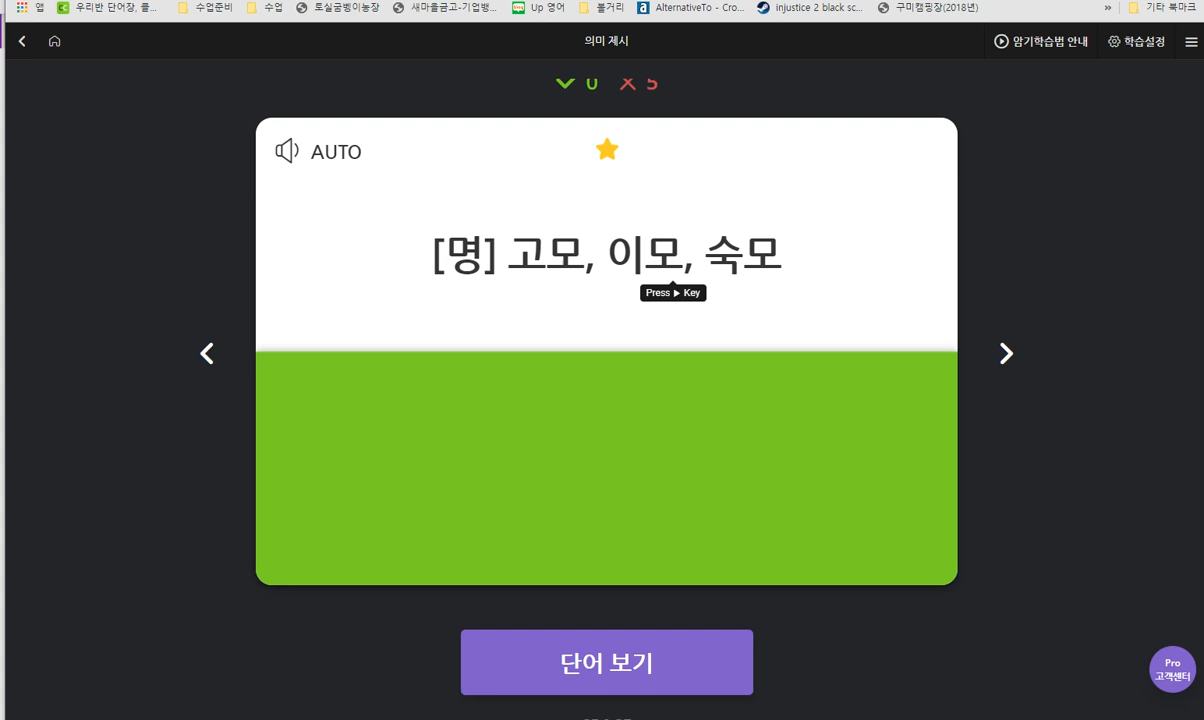 앱 우리반 단어장, 클... 수업준비 수업 토실굼벵이농장 새마을금고-기업뱅... Up 영어 볼거리 AlternativeTo - Cro... injustice 2 black sc... 구미캠핑장(2018년) » 기타 북마크
의미 제시 암기학습법 안내 학습설정
0 5
AUTO
[명] 고모, 이모, 숙모
Press ▶ Key
단어 보기
Pro
고객센터